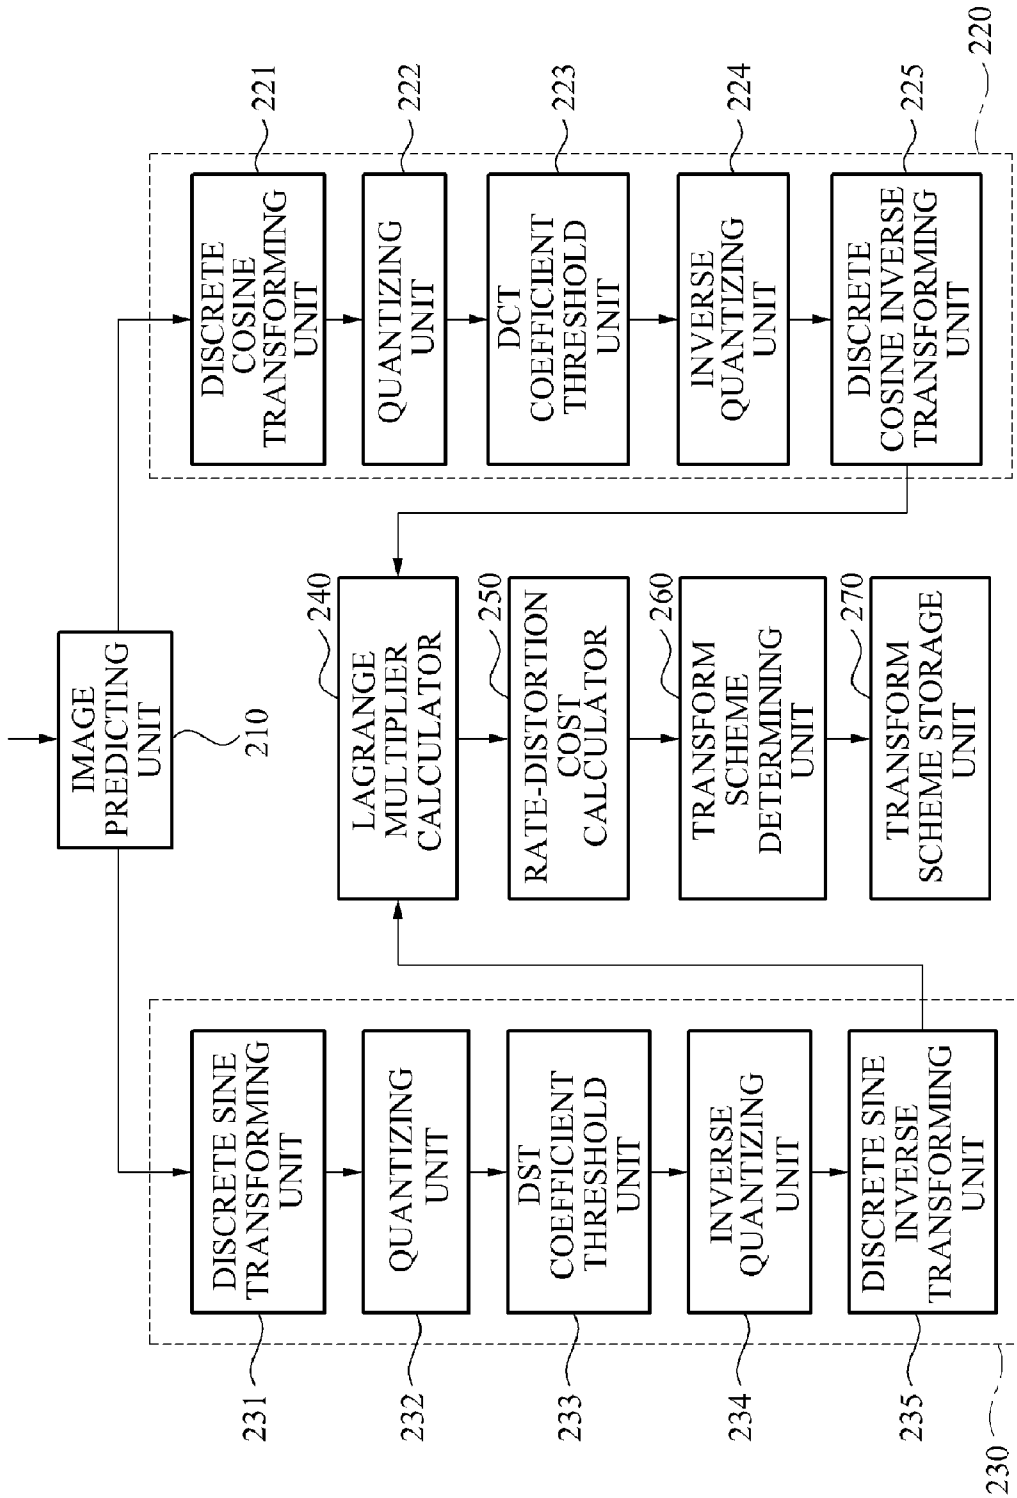 IMAGE
PREDICTING
UNIT
210
DISCRETE SINE
TRANSFORMING
UNIT
231
QUANTIZING
UNIT
232
DST
COEFFICIENT
THRESHOLD
UNIT
233
INVERSE
QUANTIZING
UNIT
234
DISCRETE SINE
INVERSE
TRANSFORMING
UNIT
235
230
LAGRANGE
MULTIPLIER
CALCULATOR
240
RATE-DISTORTION
COST
CALCULATOR
250
TRANSFORM
SCHEME
DETERMINING
UNIT
260
TRANSFORM
SCHEME STORAGE
UNIT
270
DISCRETE
COSINE
TRANSFORMING
UNIT
221
QUANTIZING
UNIT
222
DCT
COEFFICIENT
THRESHOLD
UNIT
223
INVERSE
QUANTIZING
UNIT
224
DISCRETE
COSINE INVERSE
TRANSFORMING
UNIT
225
220